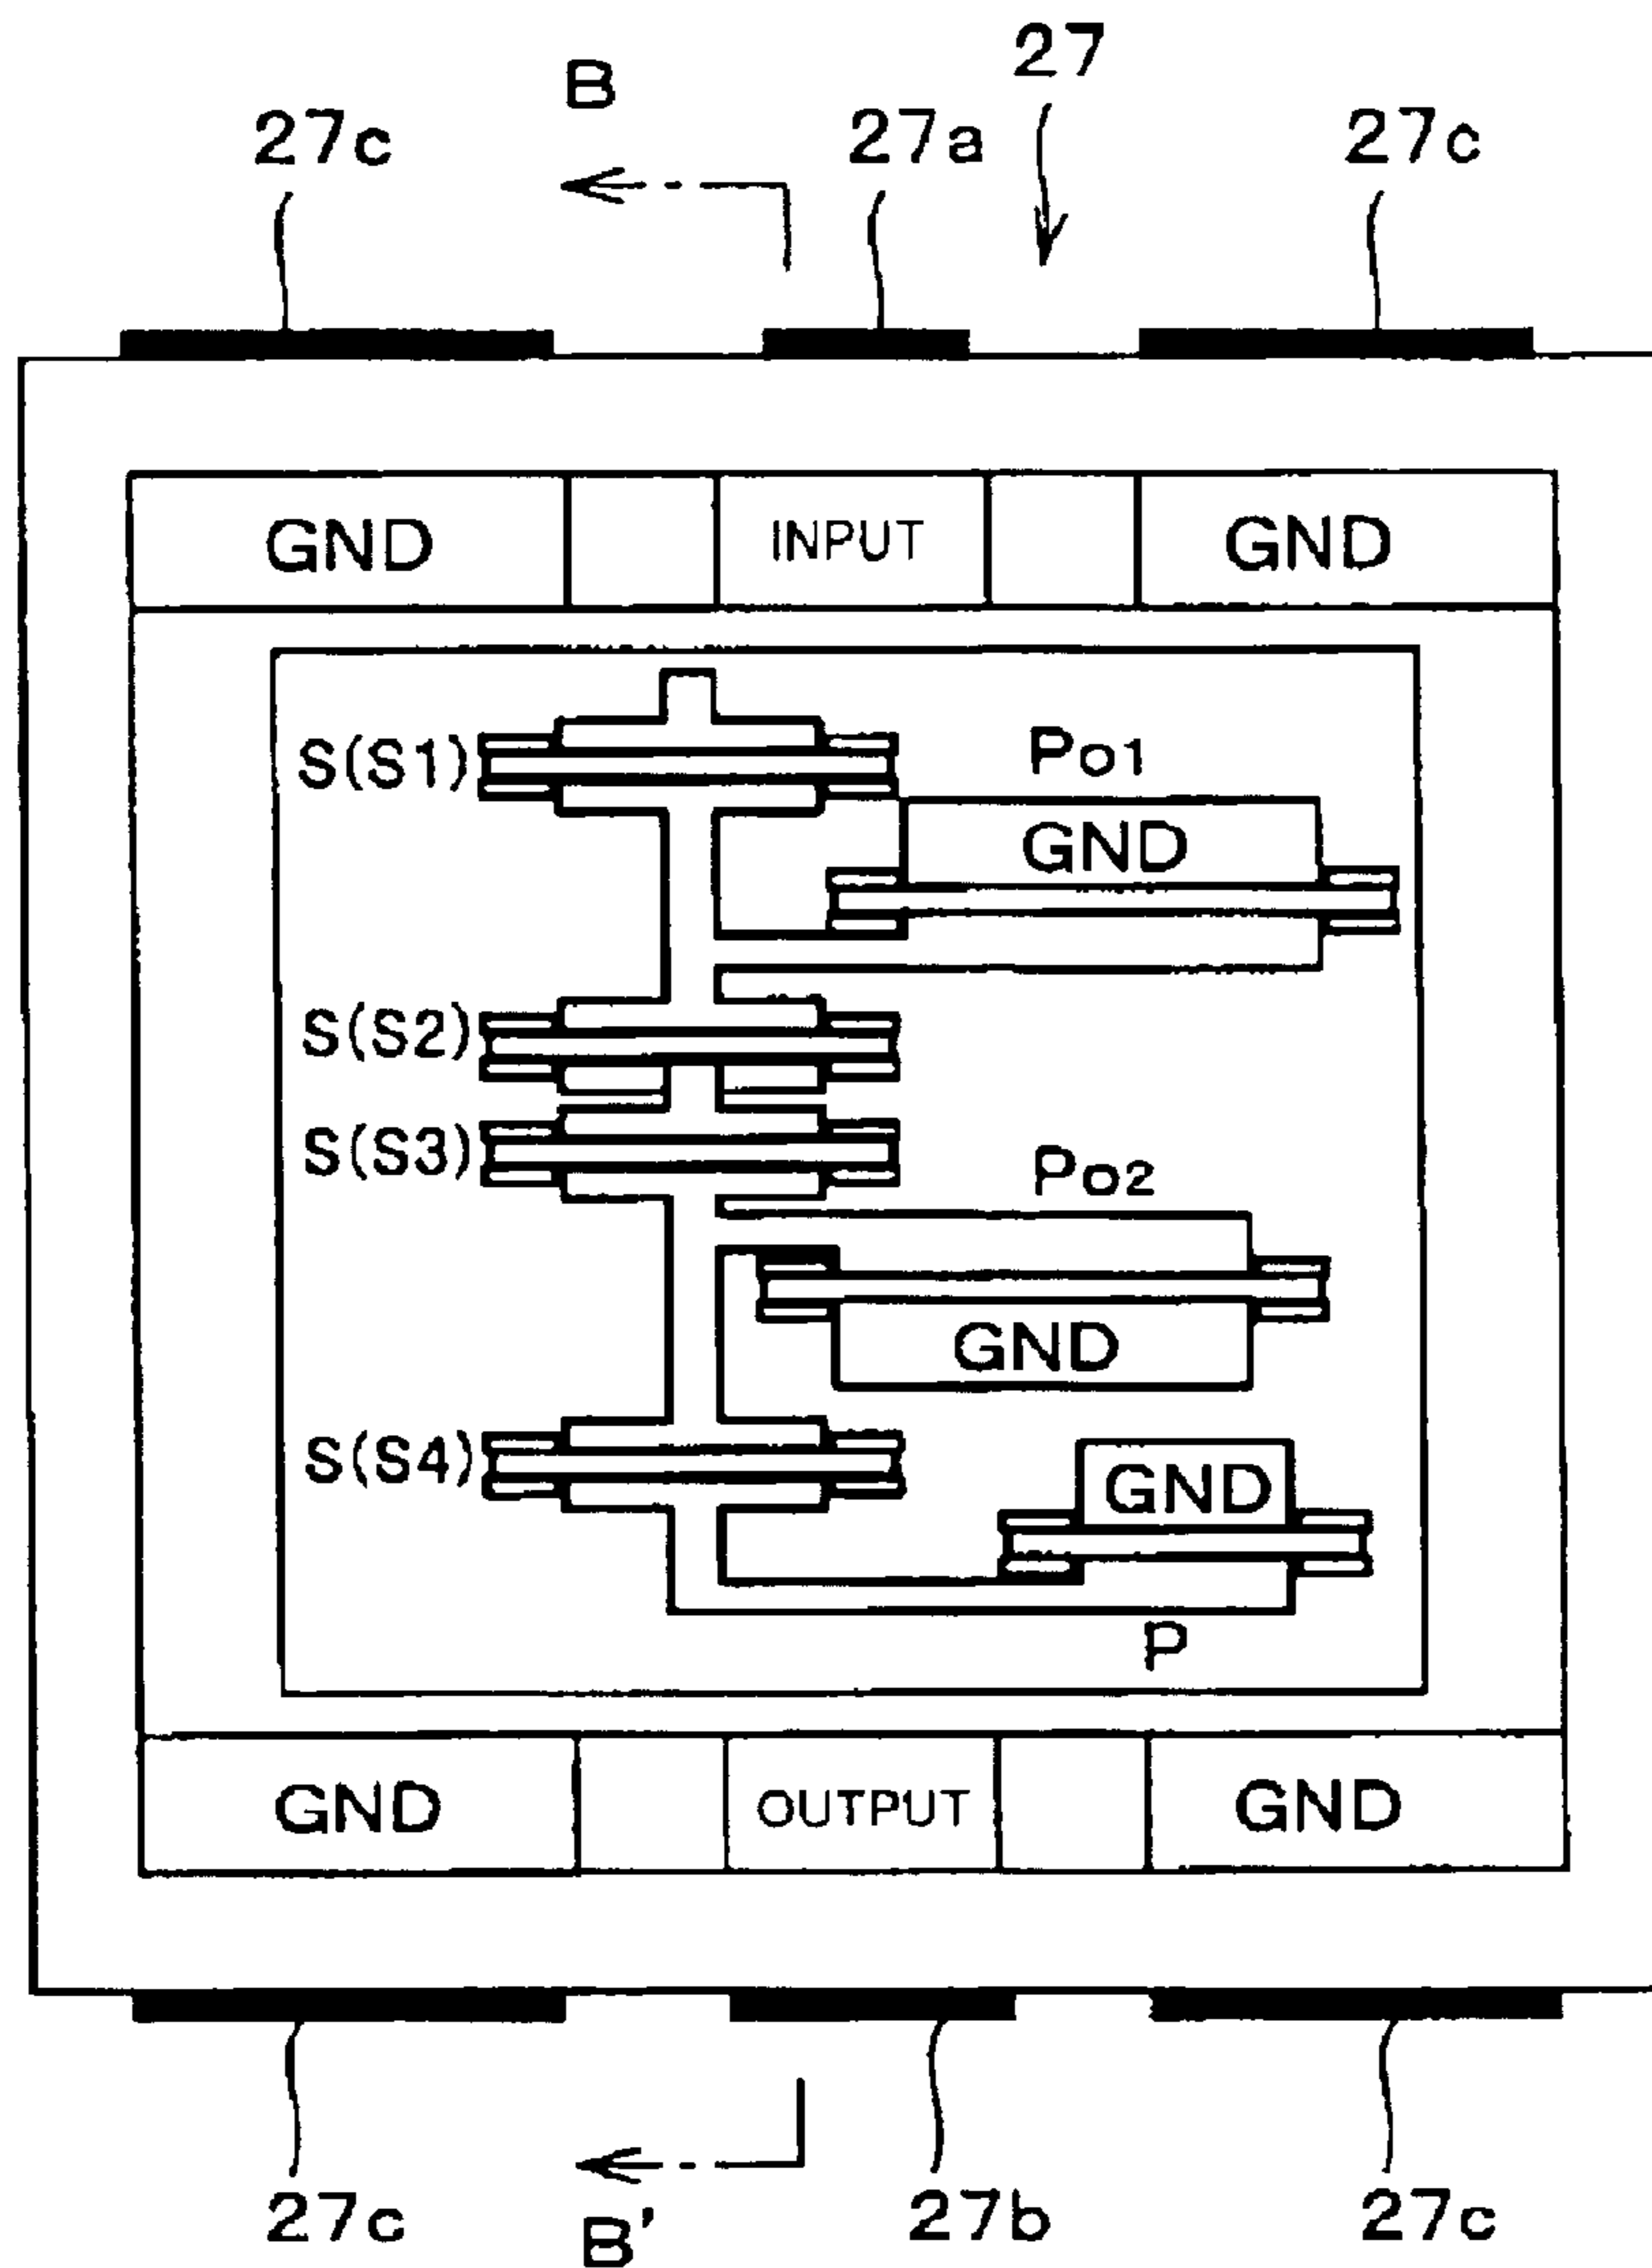 27
B
27c 27a 27c
GND INPUT GND
S(S1)
Po1
GND
S(S2)
S(S3)
Po2
GND
S(S4)
GND
P
GND OUTPUT GND
27c 27b 27c
B'